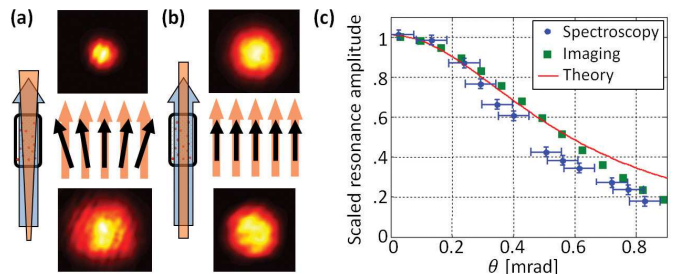 (a)
(b)
(c)
Spectroscopy
Imaging
Theory
Scaled resonance amplitude
1
.8
.6
.4
.2
0
0
0.2
0.4
0.6
0.8
θ [mrad]